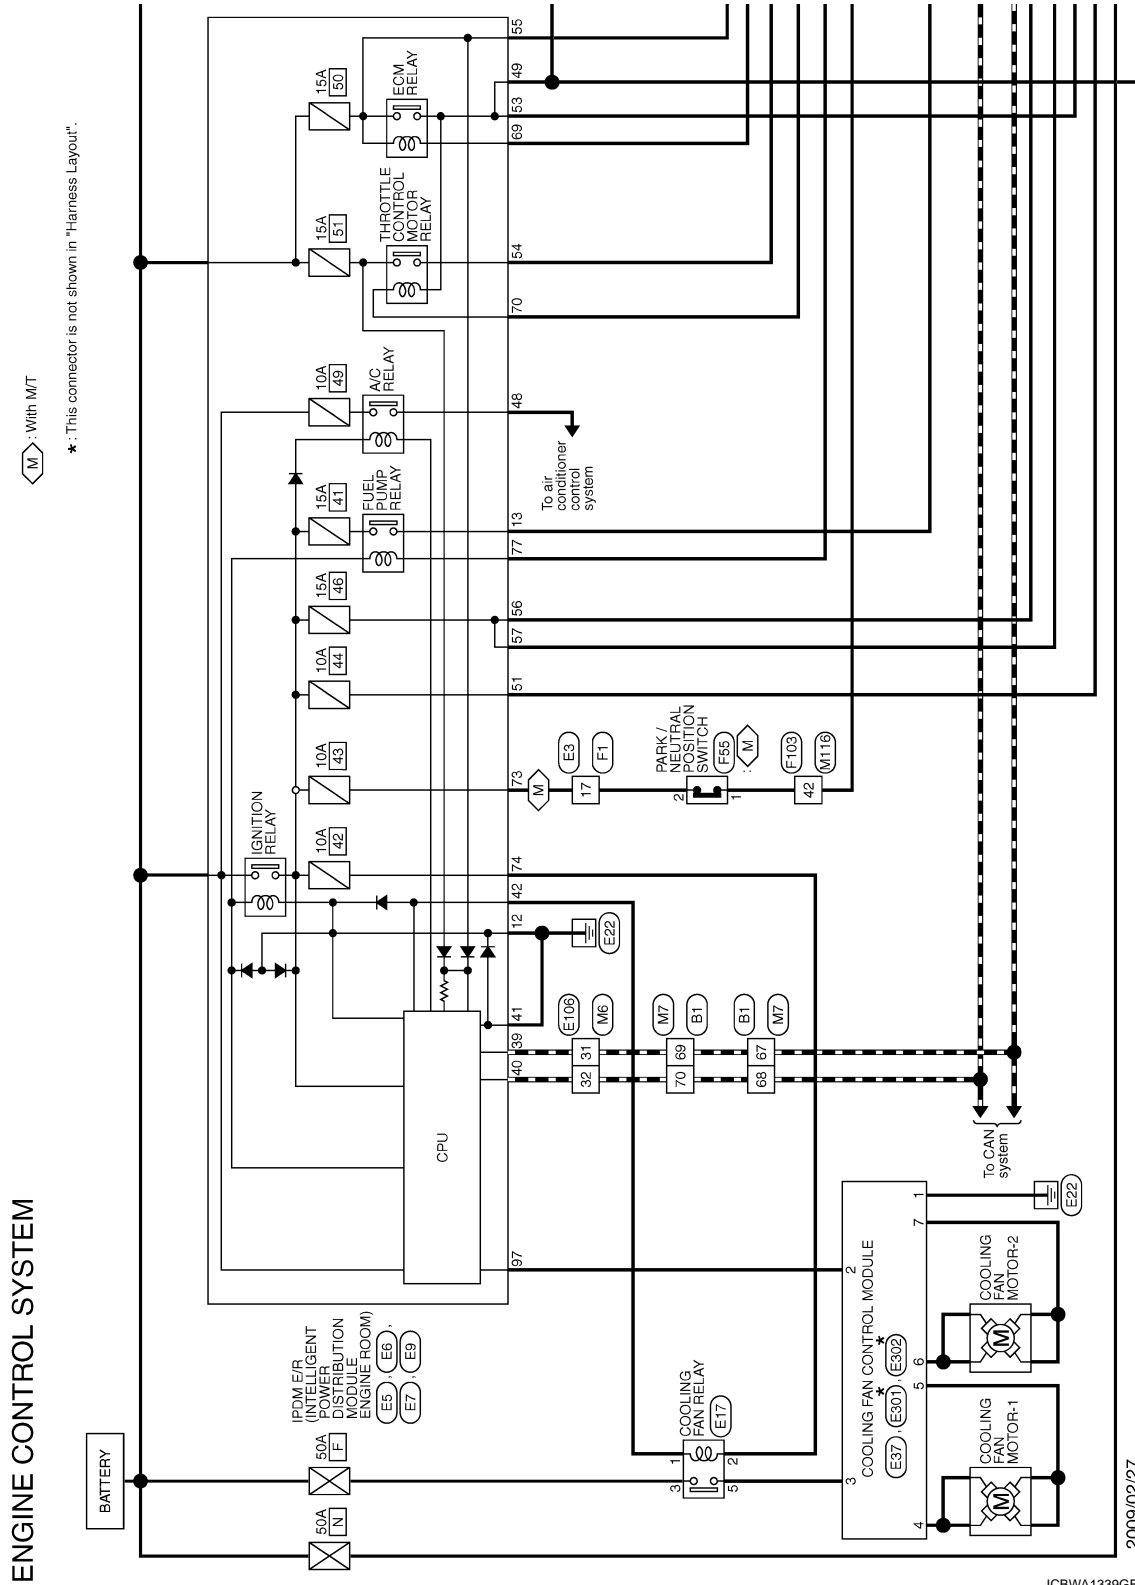 ENGINE CONTROL SYSTEM
M : With M/T
* : This connector is not shown in "Harness Layout".
BATTERY
50A
N
50A
F
IPDM E/R
(INTELLIGENT
POWER
DISTRIBUTION
MODULE
ENGINE ROOM)
E5 , E6 ,
E7 , E9
IGNITION
RELAY
10A
42
10A
43
10A
44
15A
46
15A
41
FUEL
PUMP
RELAY
10A
49
A/C
RELAY
15A
51
THROTTLE
CONTROL
MOTOR
RELAY
15A
50
ECM
RELAY
CPU
97
40
39
41
12
42
74
73
51
57
56
77
13
48
70
54
69
53
49
55
E22
M
To air
conditioner
control
system
32
31
E106
M6
17
E3
F1
70
69
M7
B1
68
67
B1
M7
2
1
PARK /
NEUTRAL
POSITION
SWITCH
F55
: M
42
F103
M116
COOLING
FAN RELAY
E17
3
1
5
2
3
2
COOLING FAN CONTROL MODULE
E37 , E301 * , E302 *
4
5
6
7
1
COOLING
FAN
MOTOR-1
M
COOLING
FAN
MOTOR-2
M
E22
To CAN
system
2009/02/27
JCBWA1339GB